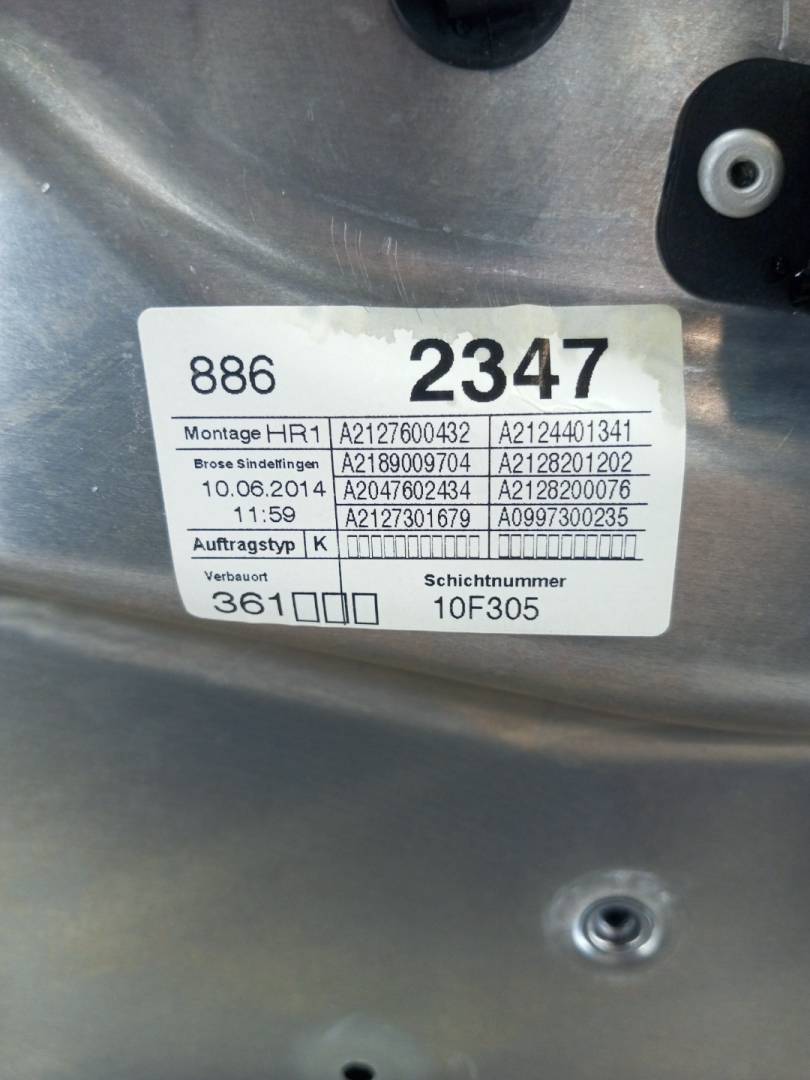 886 2347
Montage HR1 A2127600432 A2124401341
Brose Sindelfingen A2189009704 A2128201202
10.06.2014 A2047602434 A2128200076
11:59 A2127301679 A0997300235
Auftragstyp K
Verbauort Schichtnummer
361 10F305